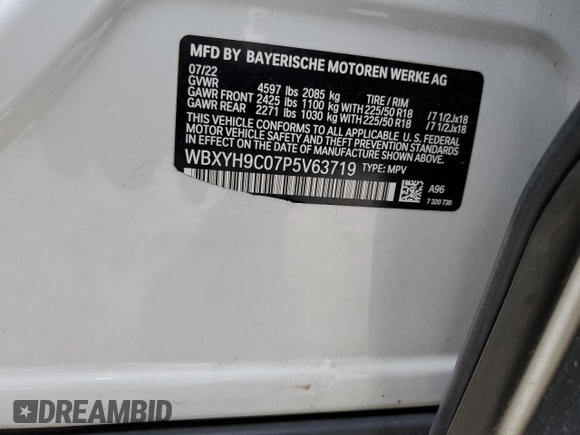 MFD BY BAYERISCHE MOTOREN WERKE AG
07/22
GVWR 4597 lbs 2085 kg TIRE / RIM
GAWR FRONT 2425 lbs 1100 kg WITH 225/50 R18 / 7 1/2Jx18
GAWR REAR 2271 lbs 1030 kg WITH 225/50 R18 / 7 1/2Jx18
THIS VEHICLE CONFORMS TO ALL APPLICABLE U.S. FEDERAL
MOTOR VEHICLE SAFETY, BUMPER, AND THEFT PREVENTION
STANDARDS IN EFFECT ON THE DATE OF MANUFACTURE SHOWN ABOVE.
WBXYH9C07P5V63719 TYPE: MPV
A96
7 320 730
DREAMBID